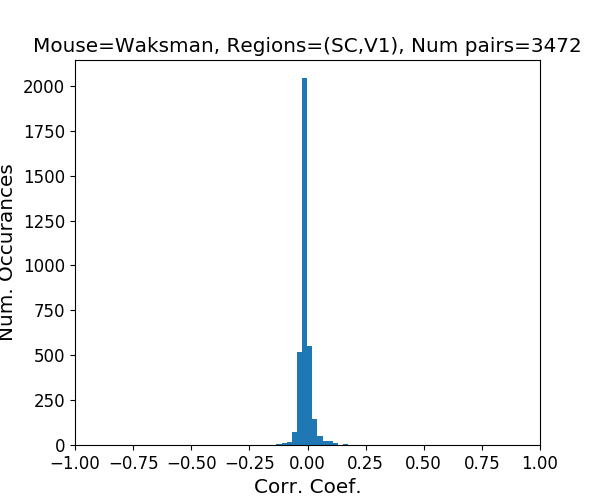 Mouse=Waksman, Regions=(SC,V1), Num pairs=3472
Num. Occurances
2000
1750
1500
1250
1000
750
500
250
0
−1.00 −0.75 −0.50 −0.25 0.00 0.25 0.50 0.75 1.00
Corr. Coef.